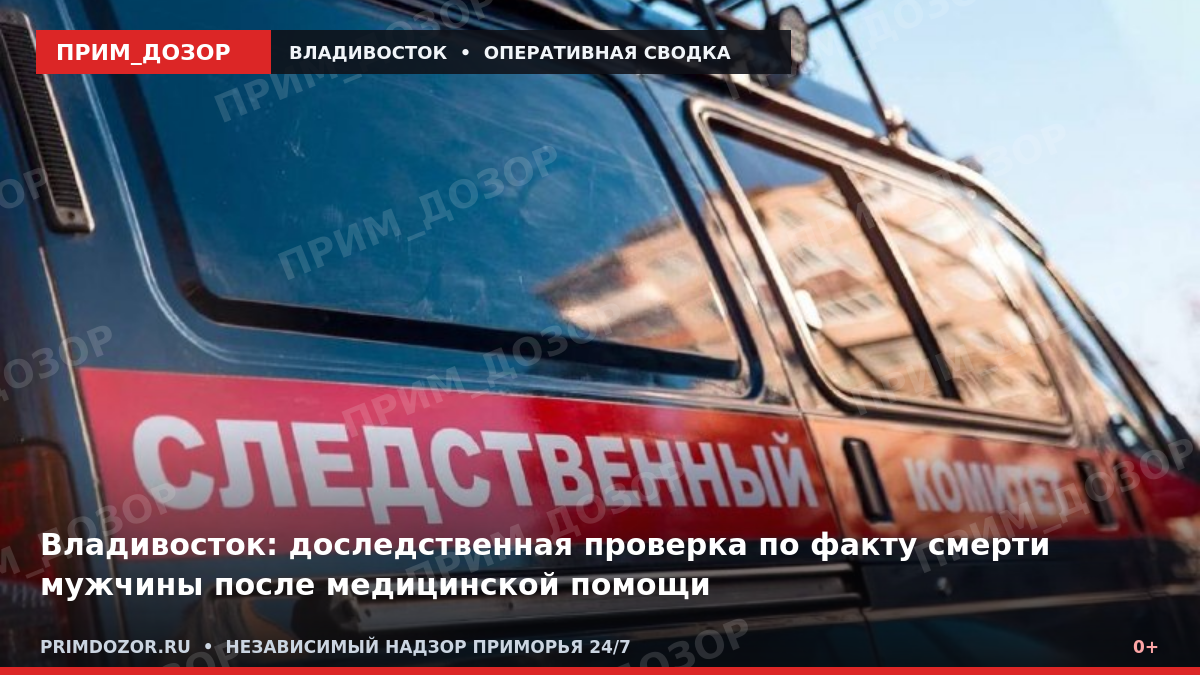 ПРИМ_ДОЗОР
ВЛАДИВОСТОК • ОПЕРАТИВНАЯ СВОДКА
СЛЕДСТВЕННЫЙ КОМИТЕТ
Владивосток: доследственная проверка по факту смерти
мужчины после медицинской помощи
PRIMDOZOR.RU • НЕЗАВИСИМЫЙ НАДЗОР ПРИМОРЬЯ 24/7
0+